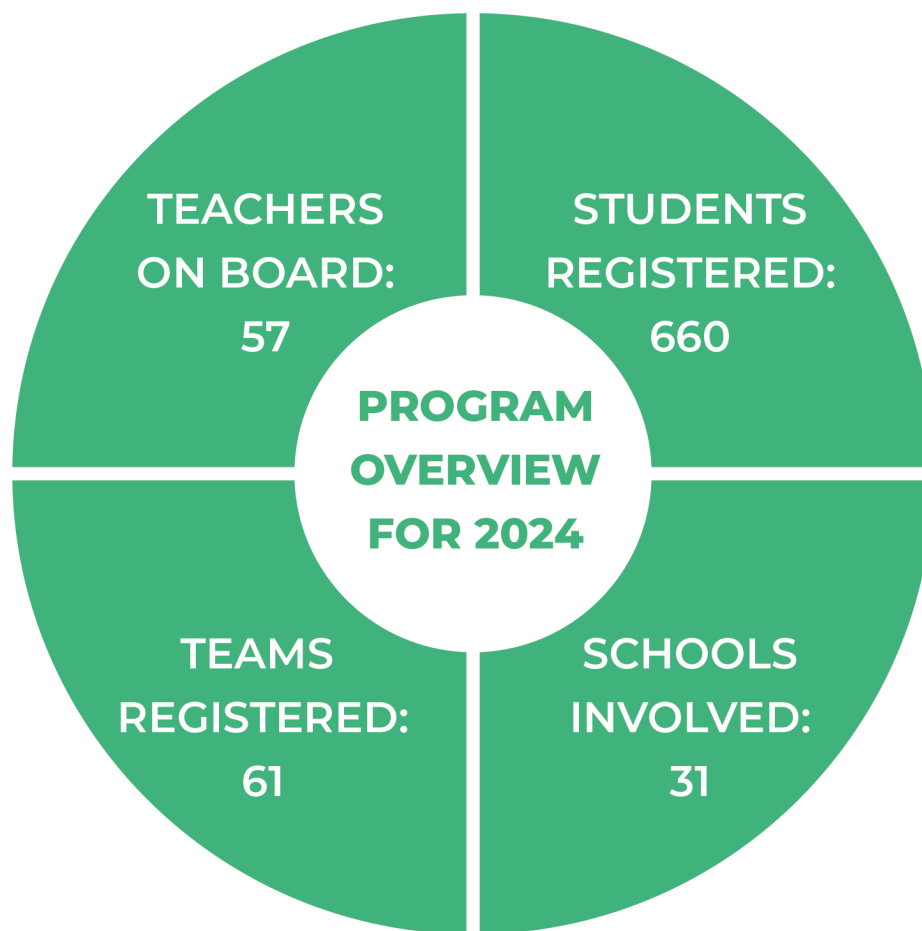 TEACHERS
ON BOARD:
57
STUDENTS
REGISTERED:
660
PROGRAM
OVERVIEW
FOR 2024
TEAMS
REGISTERED:
61
SCHOOLS
INVOLVED:
31